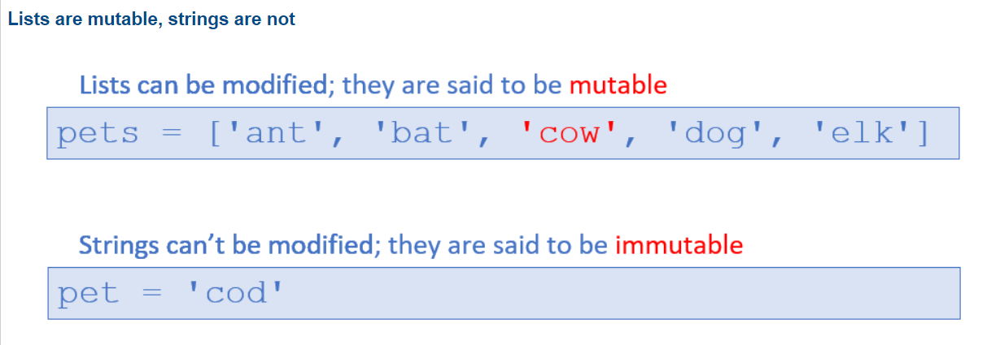 Lists are mutable, strings are not
Lists can be modified; they are said to be mutable
pets = ['ant', 'bat', 'cow', 'dog', 'elk']
Strings can’t be modified; they are said to be immutable
pet = 'cod'